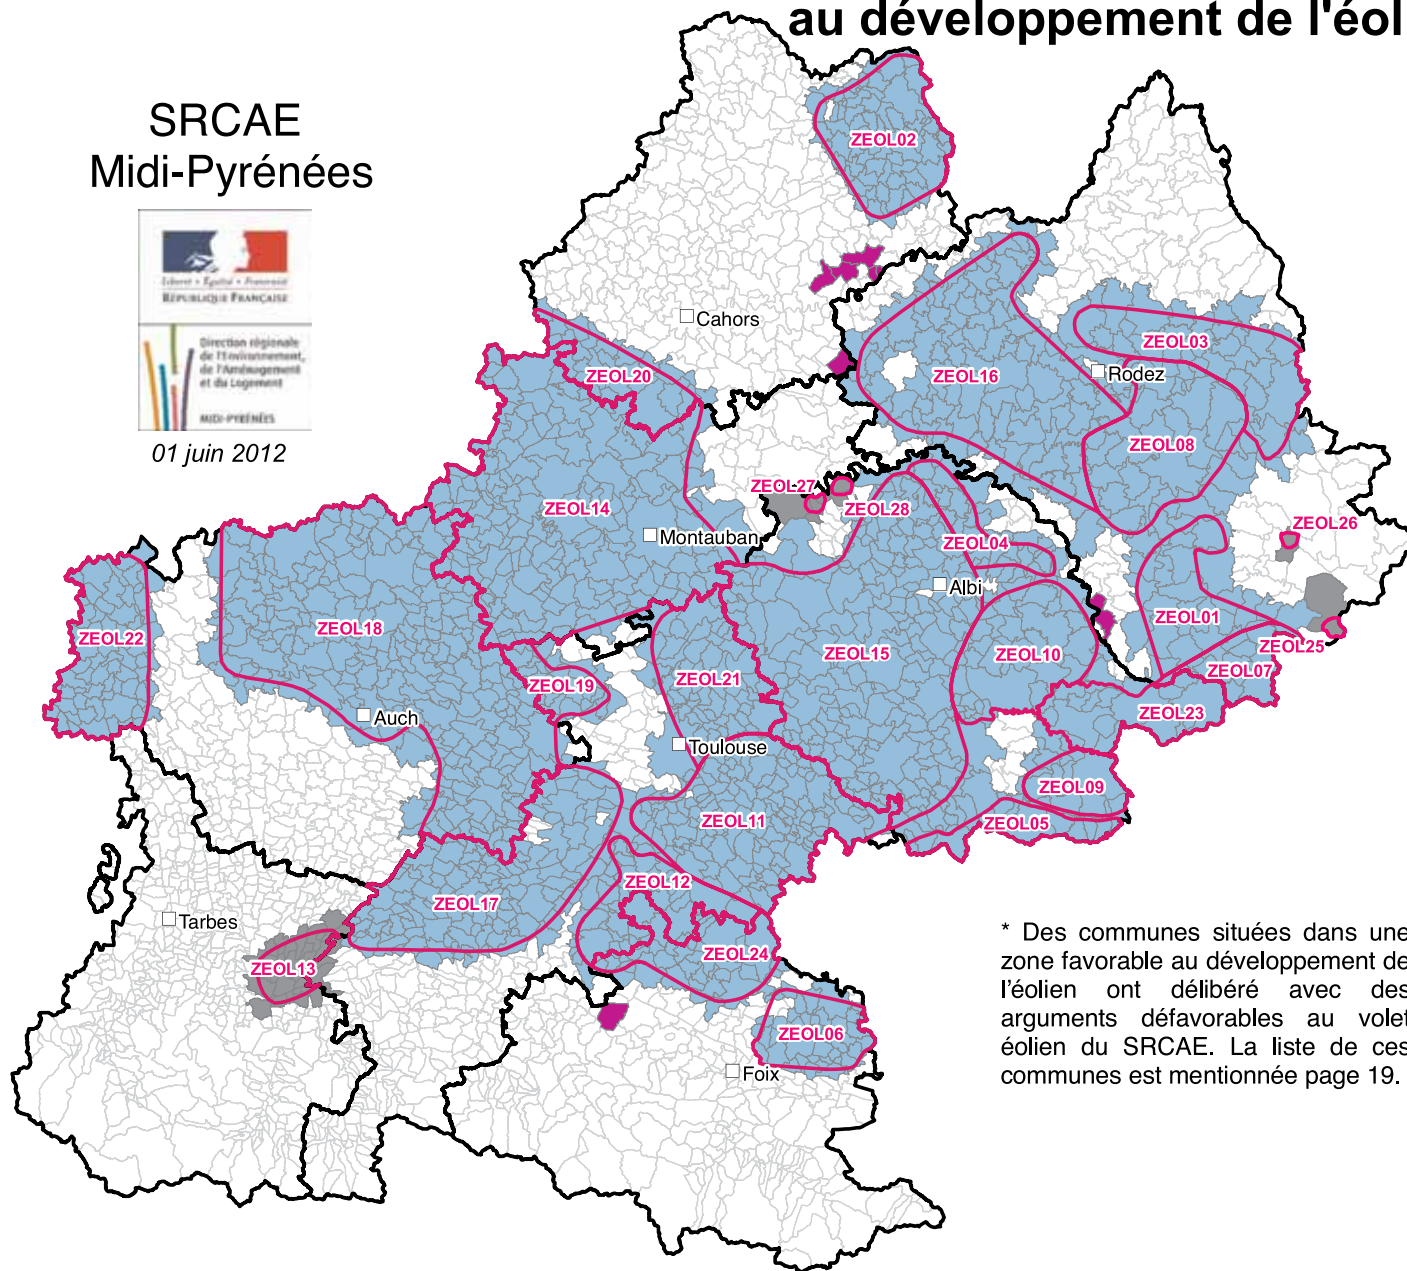 au développement de l'éol
SRCAE
Midi-Pyrénées
Liberté • Égalité • Fraternité
RÉPUBLIQUE FRANÇAISE
Direction régionale
de l'Environnement,
de l'Aménagement
et du Logement
MIDI-PYRÉNÉES
01 juin 2012
ZEOL02
Cahors
ZEOL03
ZEOL16
Rodez
ZEOL20
ZEOL08
ZEOL27
ZEOL14
ZEOL28
ZEOL26
Montauban
ZEOL04
Albi
ZEOL18
ZEOL22
ZEOL01
ZEOL25
ZEOL15
ZEOL10
ZEOL07
ZEOL21
ZEOL19
Auch
ZEOL23
Toulouse
ZEOL09
ZEOL11
ZEOL05
ZEOL12
ZEOL17
Tarbes
ZEOL24
ZEOL13
ZEOL06
Foix
* Des communes situées dans une
zone favorable au développement de
l'éolien ont délibéré avec des
arguments défavorables au volet
éolien du SRCAE. La liste de ces
communes est mentionnée page 19.